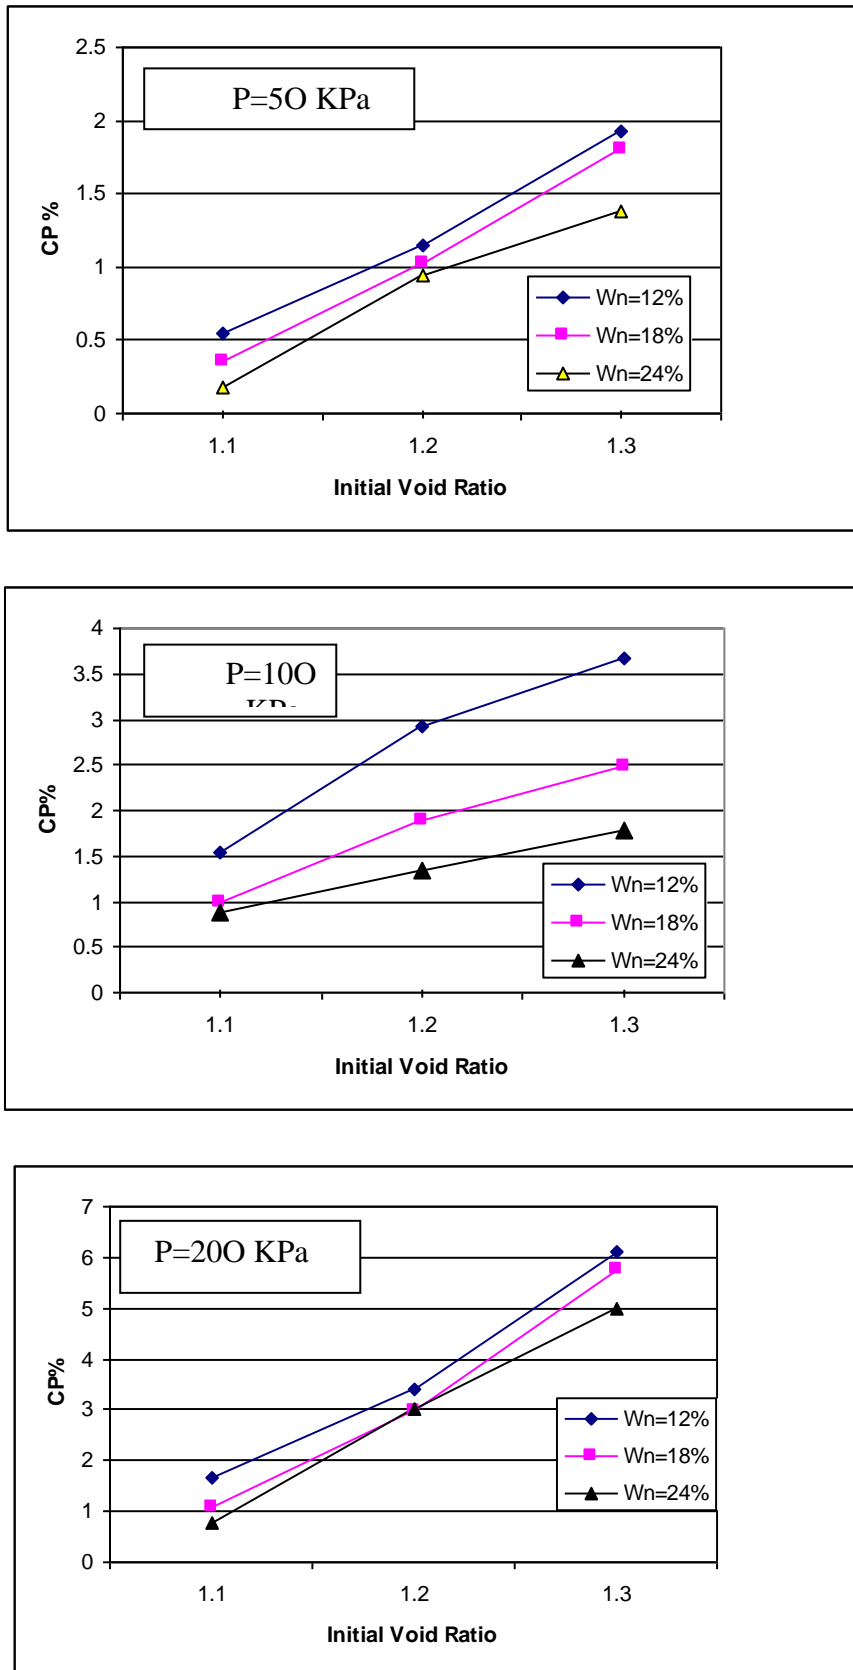 2.5
P=5O KPa
2
1.5
CP %
1
Wn=12%
Wn=18%
0.5
Wn=24%
0
1.1 1.2 1.3
Initial Void Ratio
4
P=10O
KPa
3.5
3
2.5
CP%
2
1.5
Wn=12%
1
Wn=18%
0.5
Wn=24%
0
1.1 1.2 1.3
Initial Void Ratio
7
P=20O KPa
6
5
4
CP%
3
Wn=12%
2
Wn=18%
1
Wn=24%
0
1.1 1.2 1.3
Initial Void Ratio